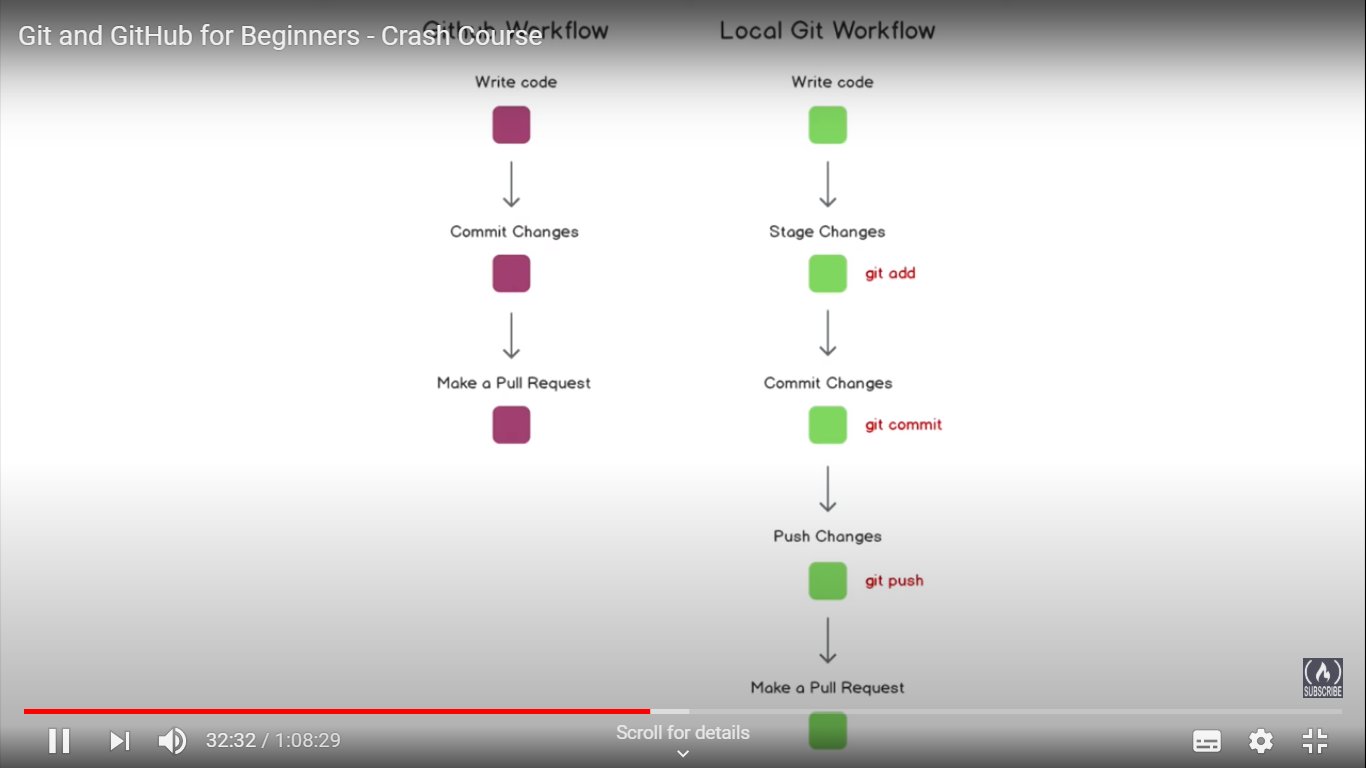 Git and GitHub for Beginners - Crash Course
Github Workflow
Write code
Commit Changes
Make a Pull Request
Local Git Workflow
Write code
Stage Changes
git add
Commit Changes
git commit
Push Changes
git push
Make a Pull Request
SUBSCRIBE
32:32 / 1:08:29
Scroll for details